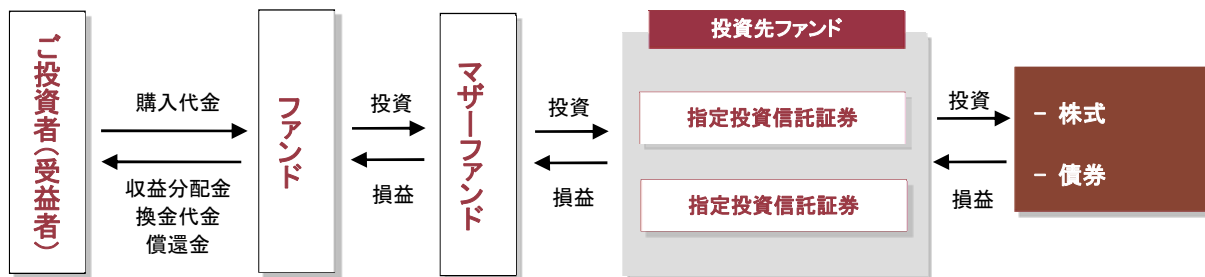 ご投資者(受益者)
購入代金
収益分配金
換金代金
償還金
ファンド
投資
損益
マザーファンド
投資
損益
投資先ファンド
指定投資信託証券
指定投資信託証券
投資
損益
- 株式
- 債券